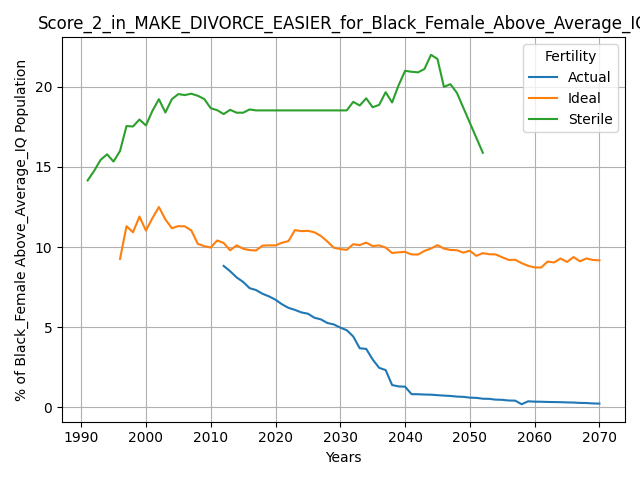 Score_2_in_MAKE_DIVORCE_EASIER_for_Black_Female_Above_Average_IQ
Fertility
Actual
Ideal
Sterile
% of Black_Female Above_Average_IQ Population
20
15
10
5
0
1990 2000 2010 2020 2030 2040 2050 2060 2070
Years